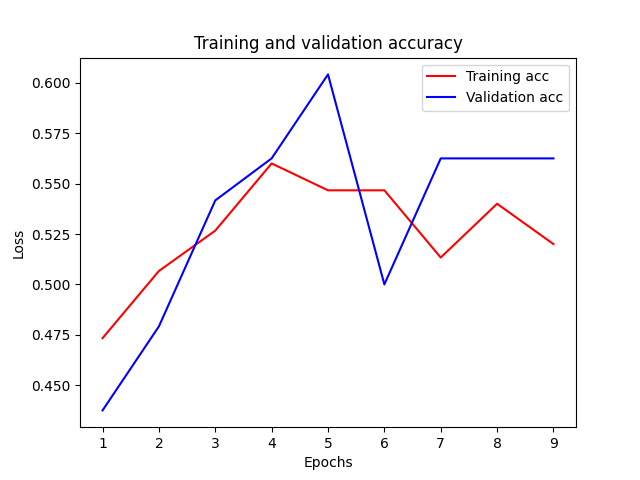 Training and validation accuracy
Training acc
Validation acc
0.600
0.575
0.550
0.525
0.500
0.475
0.450
Loss
1 2 3 4 5 6 7 8 9
Epochs